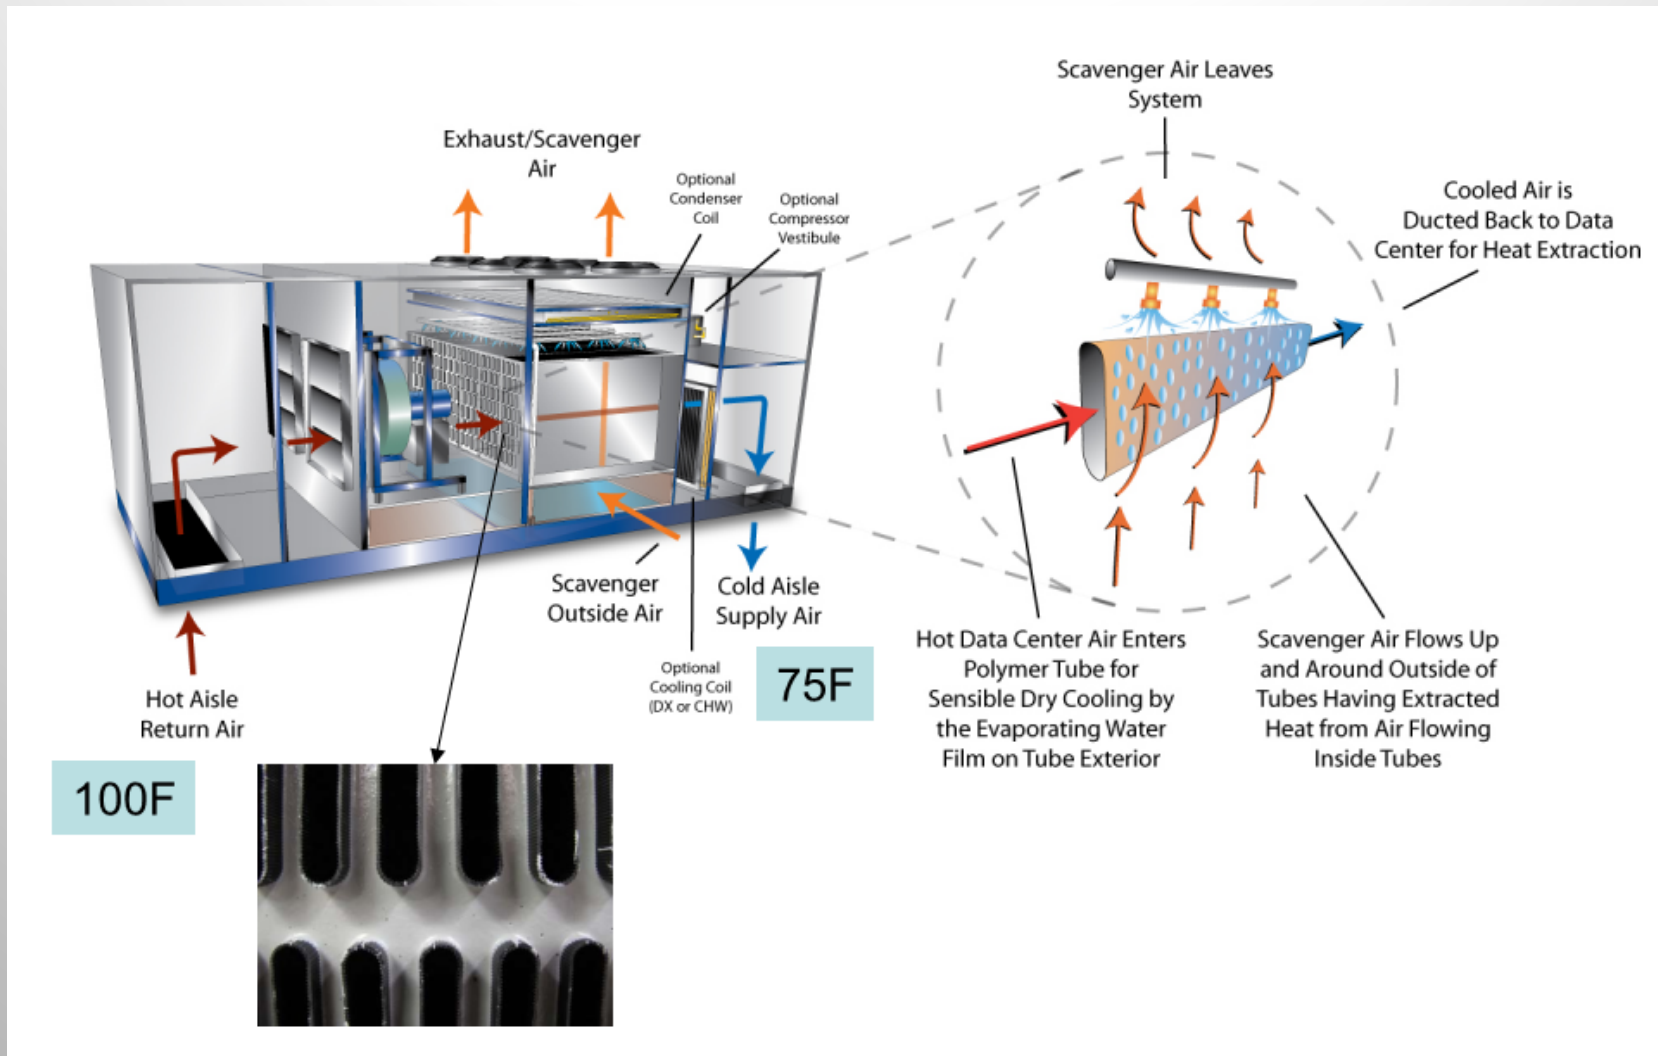 Scavenger Air Leaves
System
Exhaust/Scavenger
Air
Optional
Condenser
Coil
Optional
Compressor
Vestibule
Cooled Air is
Ducted Back to Data
Center for Heat Extraction
Scavenger
Outside Air
Cold Aisle
Supply Air
Optional
Cooling Coil
(DX or CHW)
75F
Hot Aisle
Return Air
100F
Hot Data Center Air Enters
Polymer Tube for
Sensible Dry Cooling by
the Evaporating Water
Film on Tube Exterior
Scavenger Air Flows Up
and Around Outside of
Tubes Having Extracted
Heat from Air Flowing
Inside Tubes